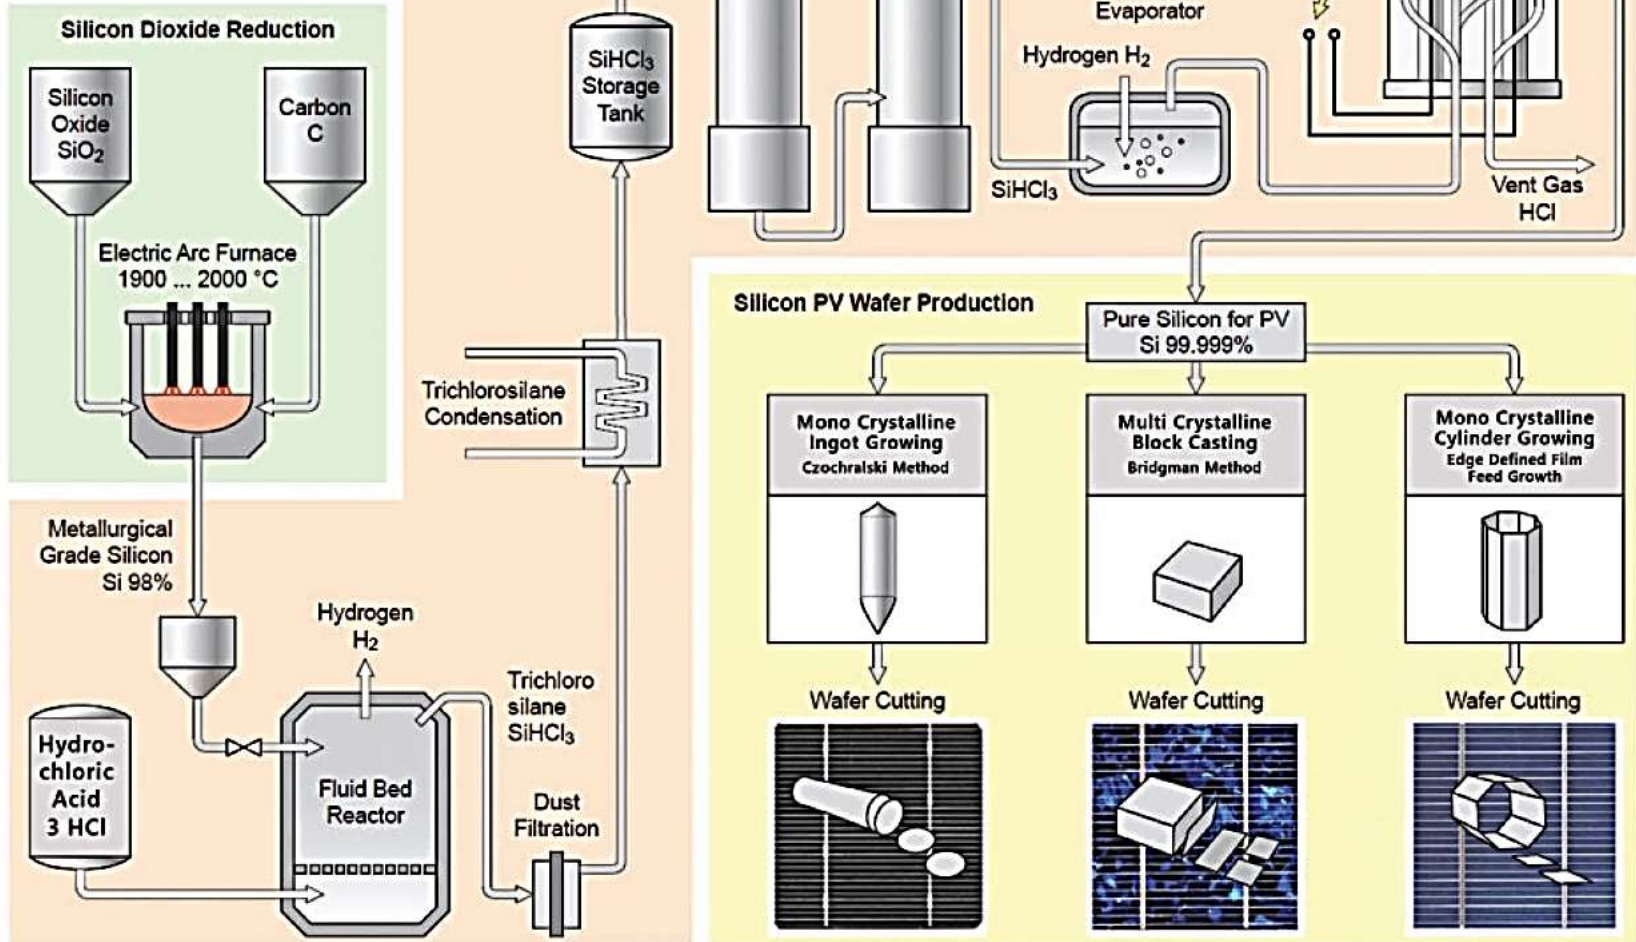 Silicon Dioxide Reduction
Silicon
Oxide
SiO₂
Carbon
C
Electric Arc Furnace
1900 ... 2000 °C
Metallurgical
Grade Silicon
Si 98%
Hydro-
chloric
Acid
3 HCl
Hydrogen
H₂
Fluid Bed
Reactor
Trichloro
silane
SiHCl₃
Dust
Filtration
Trichlorosilane
Condensation
SiHCl₃
Storage
Tank
Evaporator
Hydrogen H₂
SiHCl₃
Vent Gas
HCl
Silicon PV Wafer Production
Pure Silicon for PV
Si 99.999%
Mono Crystalline
Ingot Growing
Czochralski Method
Wafer Cutting
Multi Crystalline
Block Casting
Bridgman Method
Wafer Cutting
Mono Crystalline
Cylinder Growing
Edge Defined Film
Feed Growth
Wafer Cutting